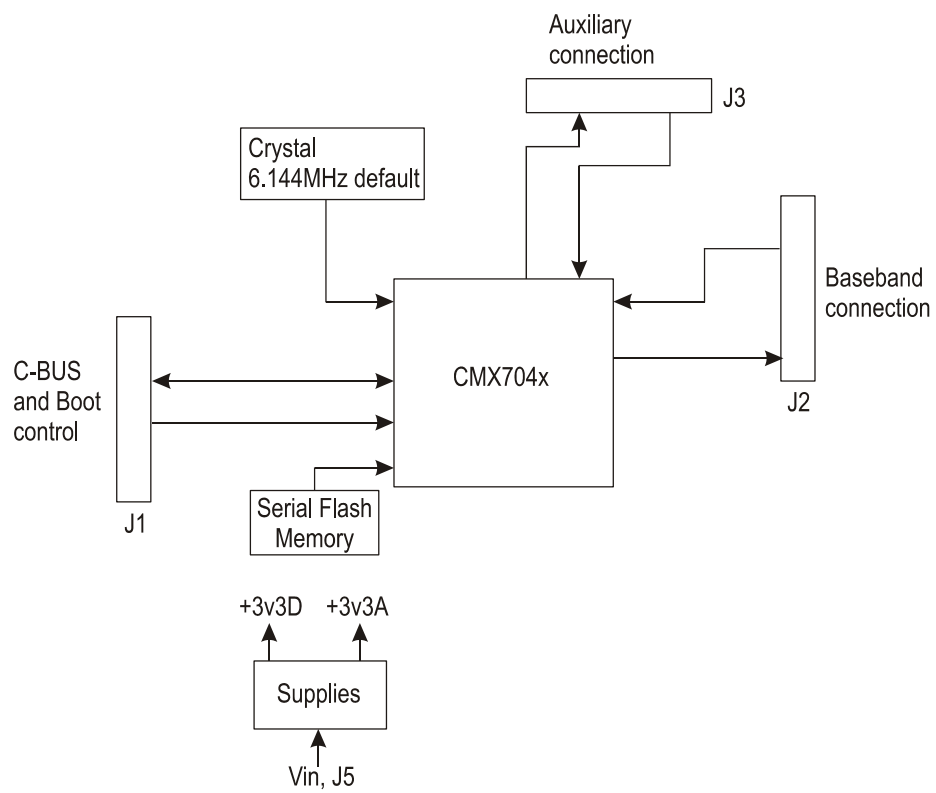 Auxiliary
connection
J3
Crystal
6.144MHz default
Baseband
connection
J2
CMX704x
C-BUS
and Boot
control
J1
Serial Flash
Memory
+3v3D
+3v3A
Supplies
Vin, J5